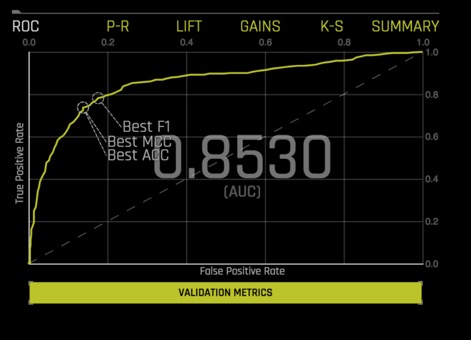 ROC P-R LIFT GAINS K-S SUMMARY
0.0 0.2 0.4 0.6 0.8 1.0
1.0
0.8
0.6
0.4
0.2
0.0
True Positive Rate
Best F1
Best MCC
Best ACC
0.8530
(AUC)
False Positive Rate
VALIDATION METRICS